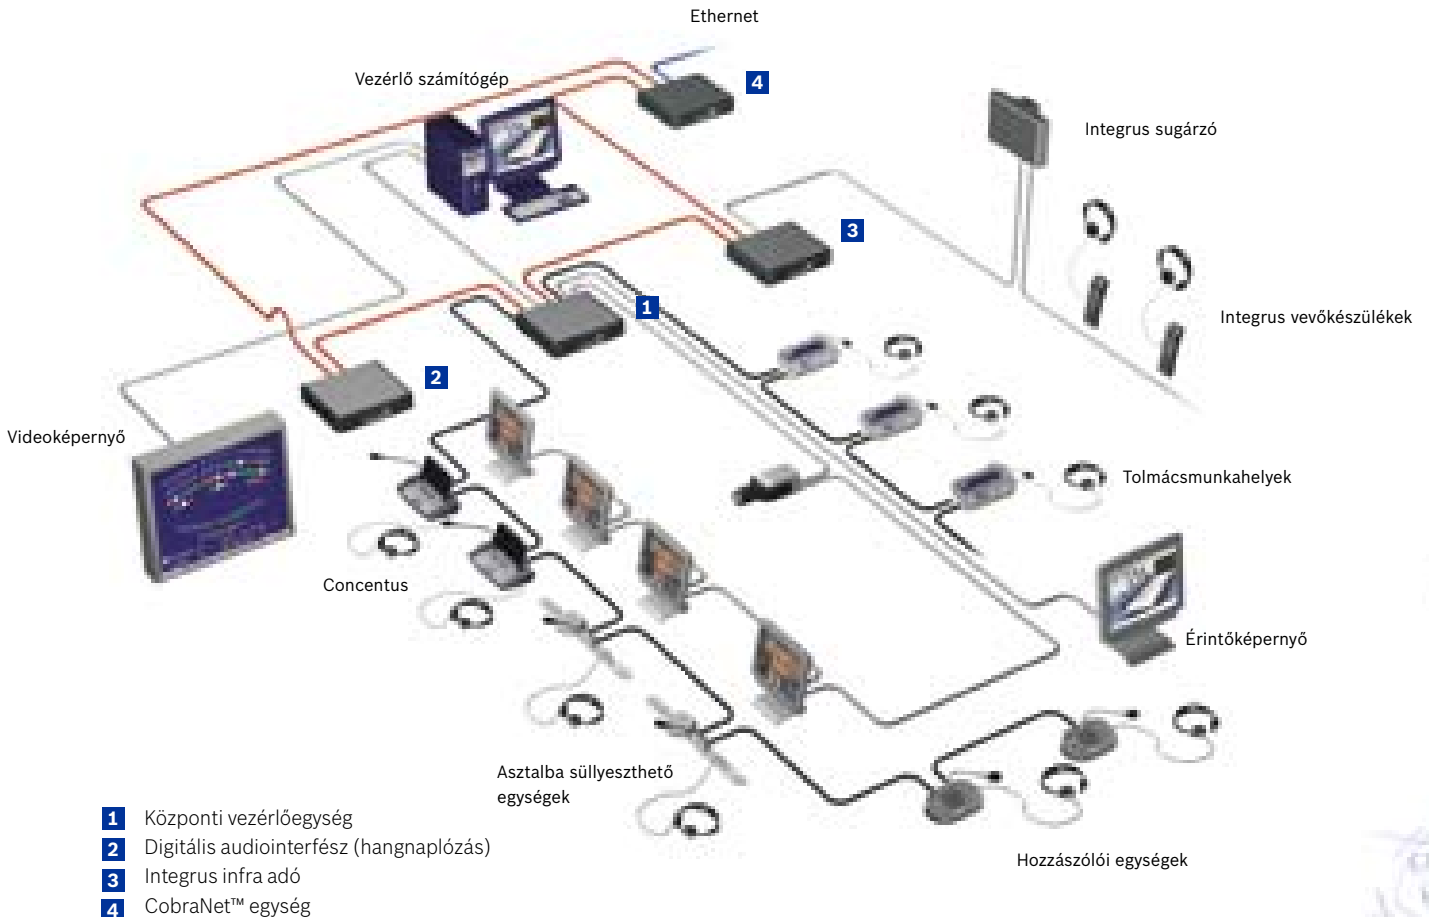 Ethernet
Vezérlő számítógép
4
Integrus sugárzó
3
1
Integrus vevőkészülékek
2
Videoképernyő
Tolmácsmunkahelyek
Concentus
Érintőképernyő
Asztalba süllyeszthető
egységek
Hozzászólói egységek
1 Központi vezérlőegység
2 Digitális audiointerfész (hangnaplózás)
3 Integrus infra adó
4 CobraNet™ egység